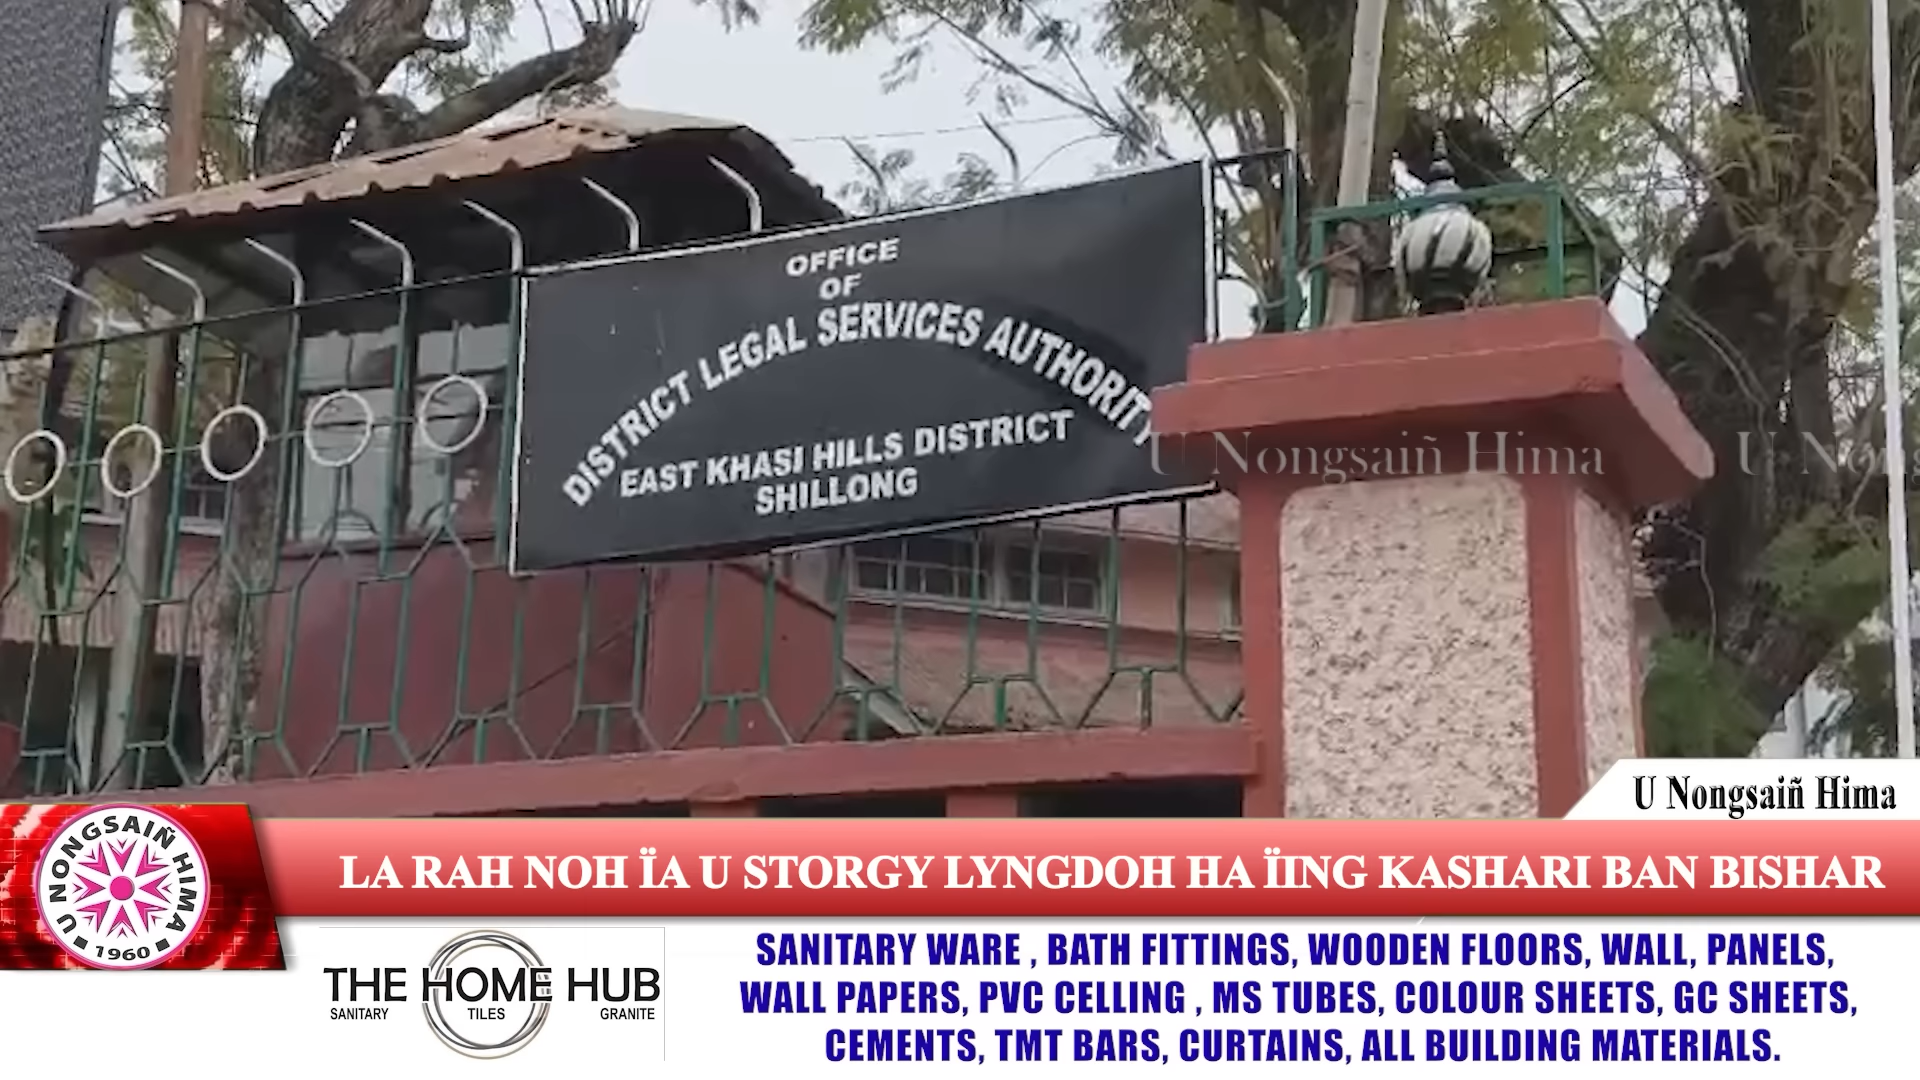 OFFICE
OF
DISTRICT LEGAL SERVICES AUTHORITY
EAST KHASI HILLS DISTRICT
SHILLONG
U Nongsaiñ Hima
U Nong
U Nongsaiñ Hima
U NONGSAIÑ HIMA
1960
LA RAH NOH ÏA U STORGY LYNGDOH HA ÏING KASHARI BAN BISHAR
THE HOME HUB
SANITARY TILES GRANITE
SANITARY WARE , BATH FITTINGS, WOODEN FLOORS, WALL, PANELS,
WALL PAPERS, PVC CELLING , MS TUBES, COLOUR SHEETS, GC SHEETS,
CEMENTS, TMT BARS, CURTAINS, ALL BUILDING MATERIALS.